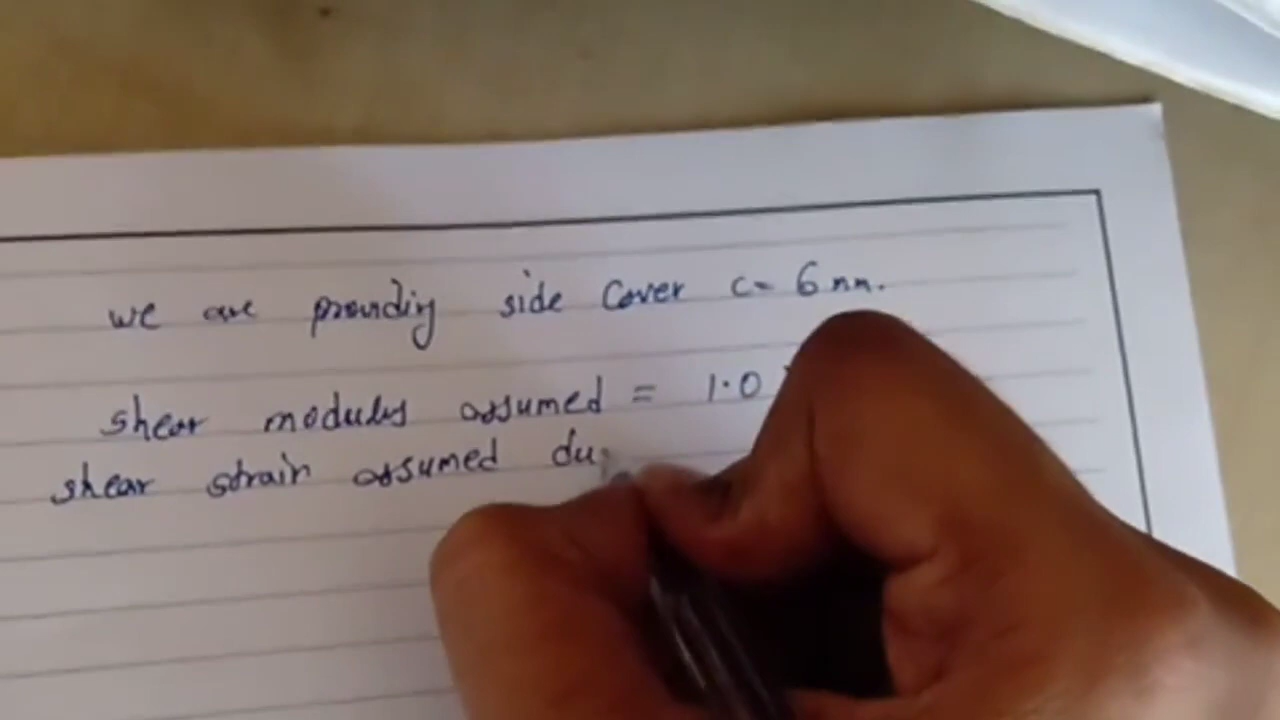 we are providing side cover c= 6 mm.
shear modulus assumed = 1.0
shear strain assumed du